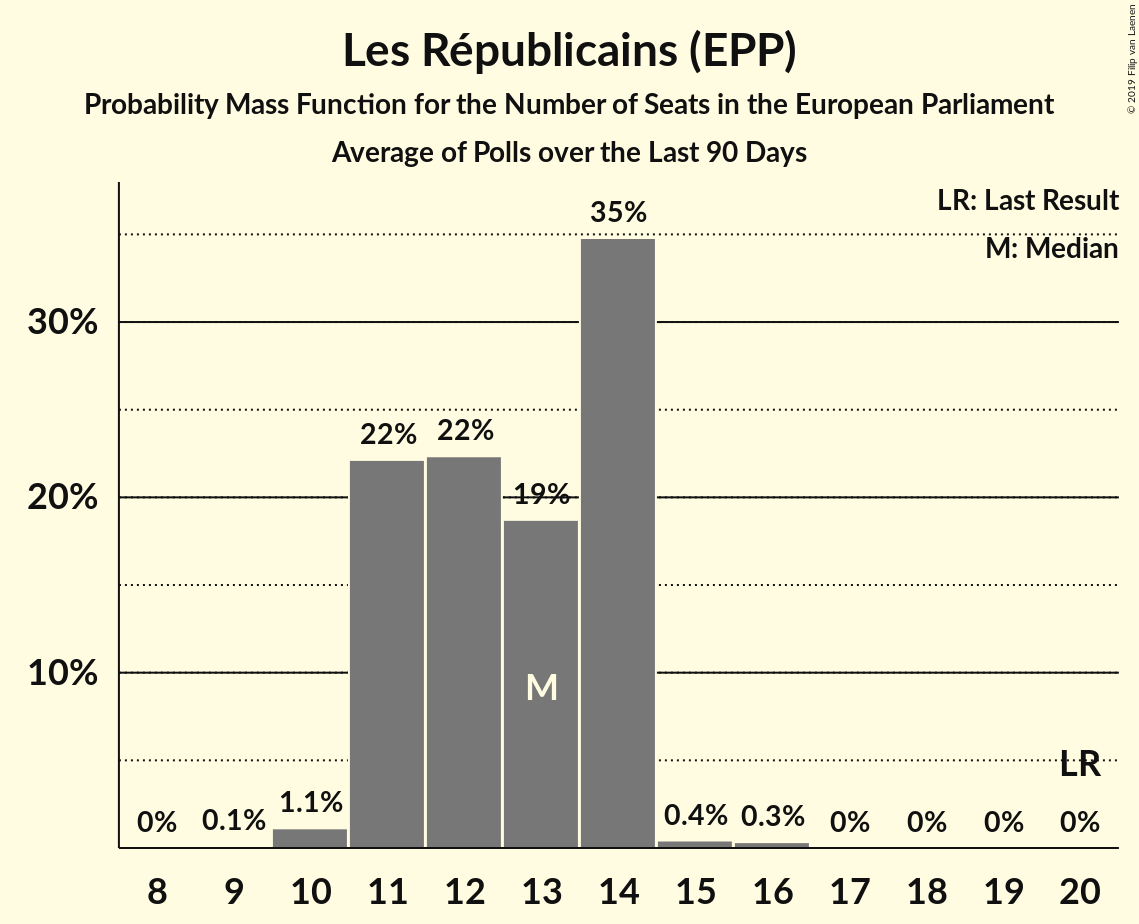 Les Républicains (EPP)
Probability Mass Function for the Number of Seats in the European Parliament
Average of Polls over the Last 90 Days
© 2019 Filip van Laenen
LR: Last Result
M: Median
35%
30%
22% 22%
20%
19%
10%
M
LR
0% 0.1% 1.1% 0.4% 0.3% 0% 0% 0% 0%
8 9 10 11 12 13 14 15 16 17 18 19 20